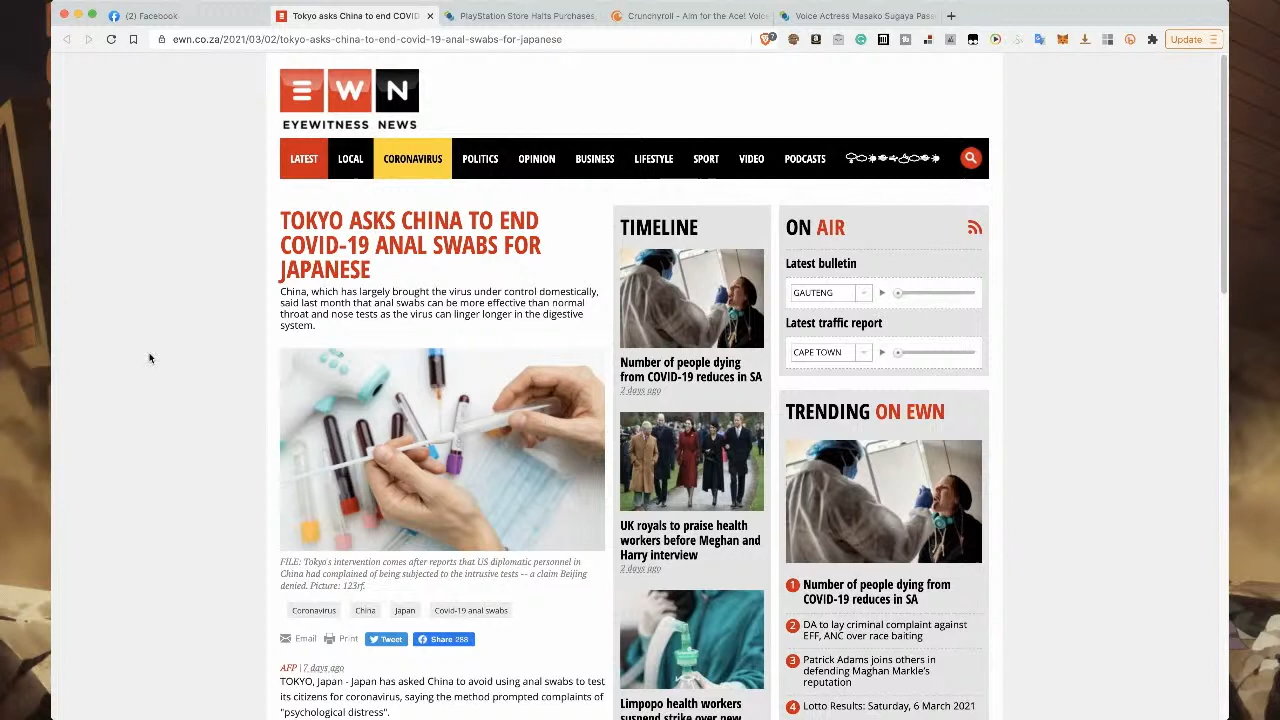 (2) Facebook
Tokyo asks China to end COVID
PlayStation Store Halts Purchases,
Crunchyroll - Aim for the Ace! Voice
Voice Actress Masako Sugaya Pass
ewn.co.za/2021/03/02/tokyo-asks-china-to-end-covid-19-anal-swabs-for-japanese
Update
E W N
EYEWITNESS NEWS
LATEST
LOCAL
CORONAVIRUS
POLITICS
OPINION
BUSINESS
LIFESTYLE
SPORT
VIDEO
PODCASTS
TOKYO ASKS CHINA TO END
COVID-19 ANAL SWABS FOR
JAPANESE
China, which has largely brought the virus under control domestically,
said last month that anal swabs can be more effective than normal
throat and nose tests as the virus can linger longer in the digestive
system.
FILE: Tokyo's intervention comes after reports that US diplomatic personnel in
China had complained of being subjected to the intrusive tests -- a claim Beijing
denied. Picture: 123rf.
Coronavirus
China
Japan
Covid-19 anal swabs
Email
Print
Tweet
Share 288
AFP | 7 days ago
TOKYO, Japan - Japan has asked China to avoid using anal swabs to test
its citizens for coronavirus, saying the method prompted complaints of
"psychological distress".
TIMELINE
Number of people dying
from COVID-19 reduces in SA
2 days ago
UK royals to praise health
workers before Meghan and
Harry interview
2 days ago
Limpopo health workers
suspend strike over new
ON AIR
Latest bulletin
GAUTENG
Latest traffic report
CAPE TOWN
TRENDING ON EWN
1 Number of people dying from
COVID-19 reduces in SA
2 DA to lay criminal complaint against
EFF, ANC over race baiting
3 Patrick Adams joins others in
defending Maghan Markle's
reputation
4 Lotto Results: Saturday, 6 March 2021